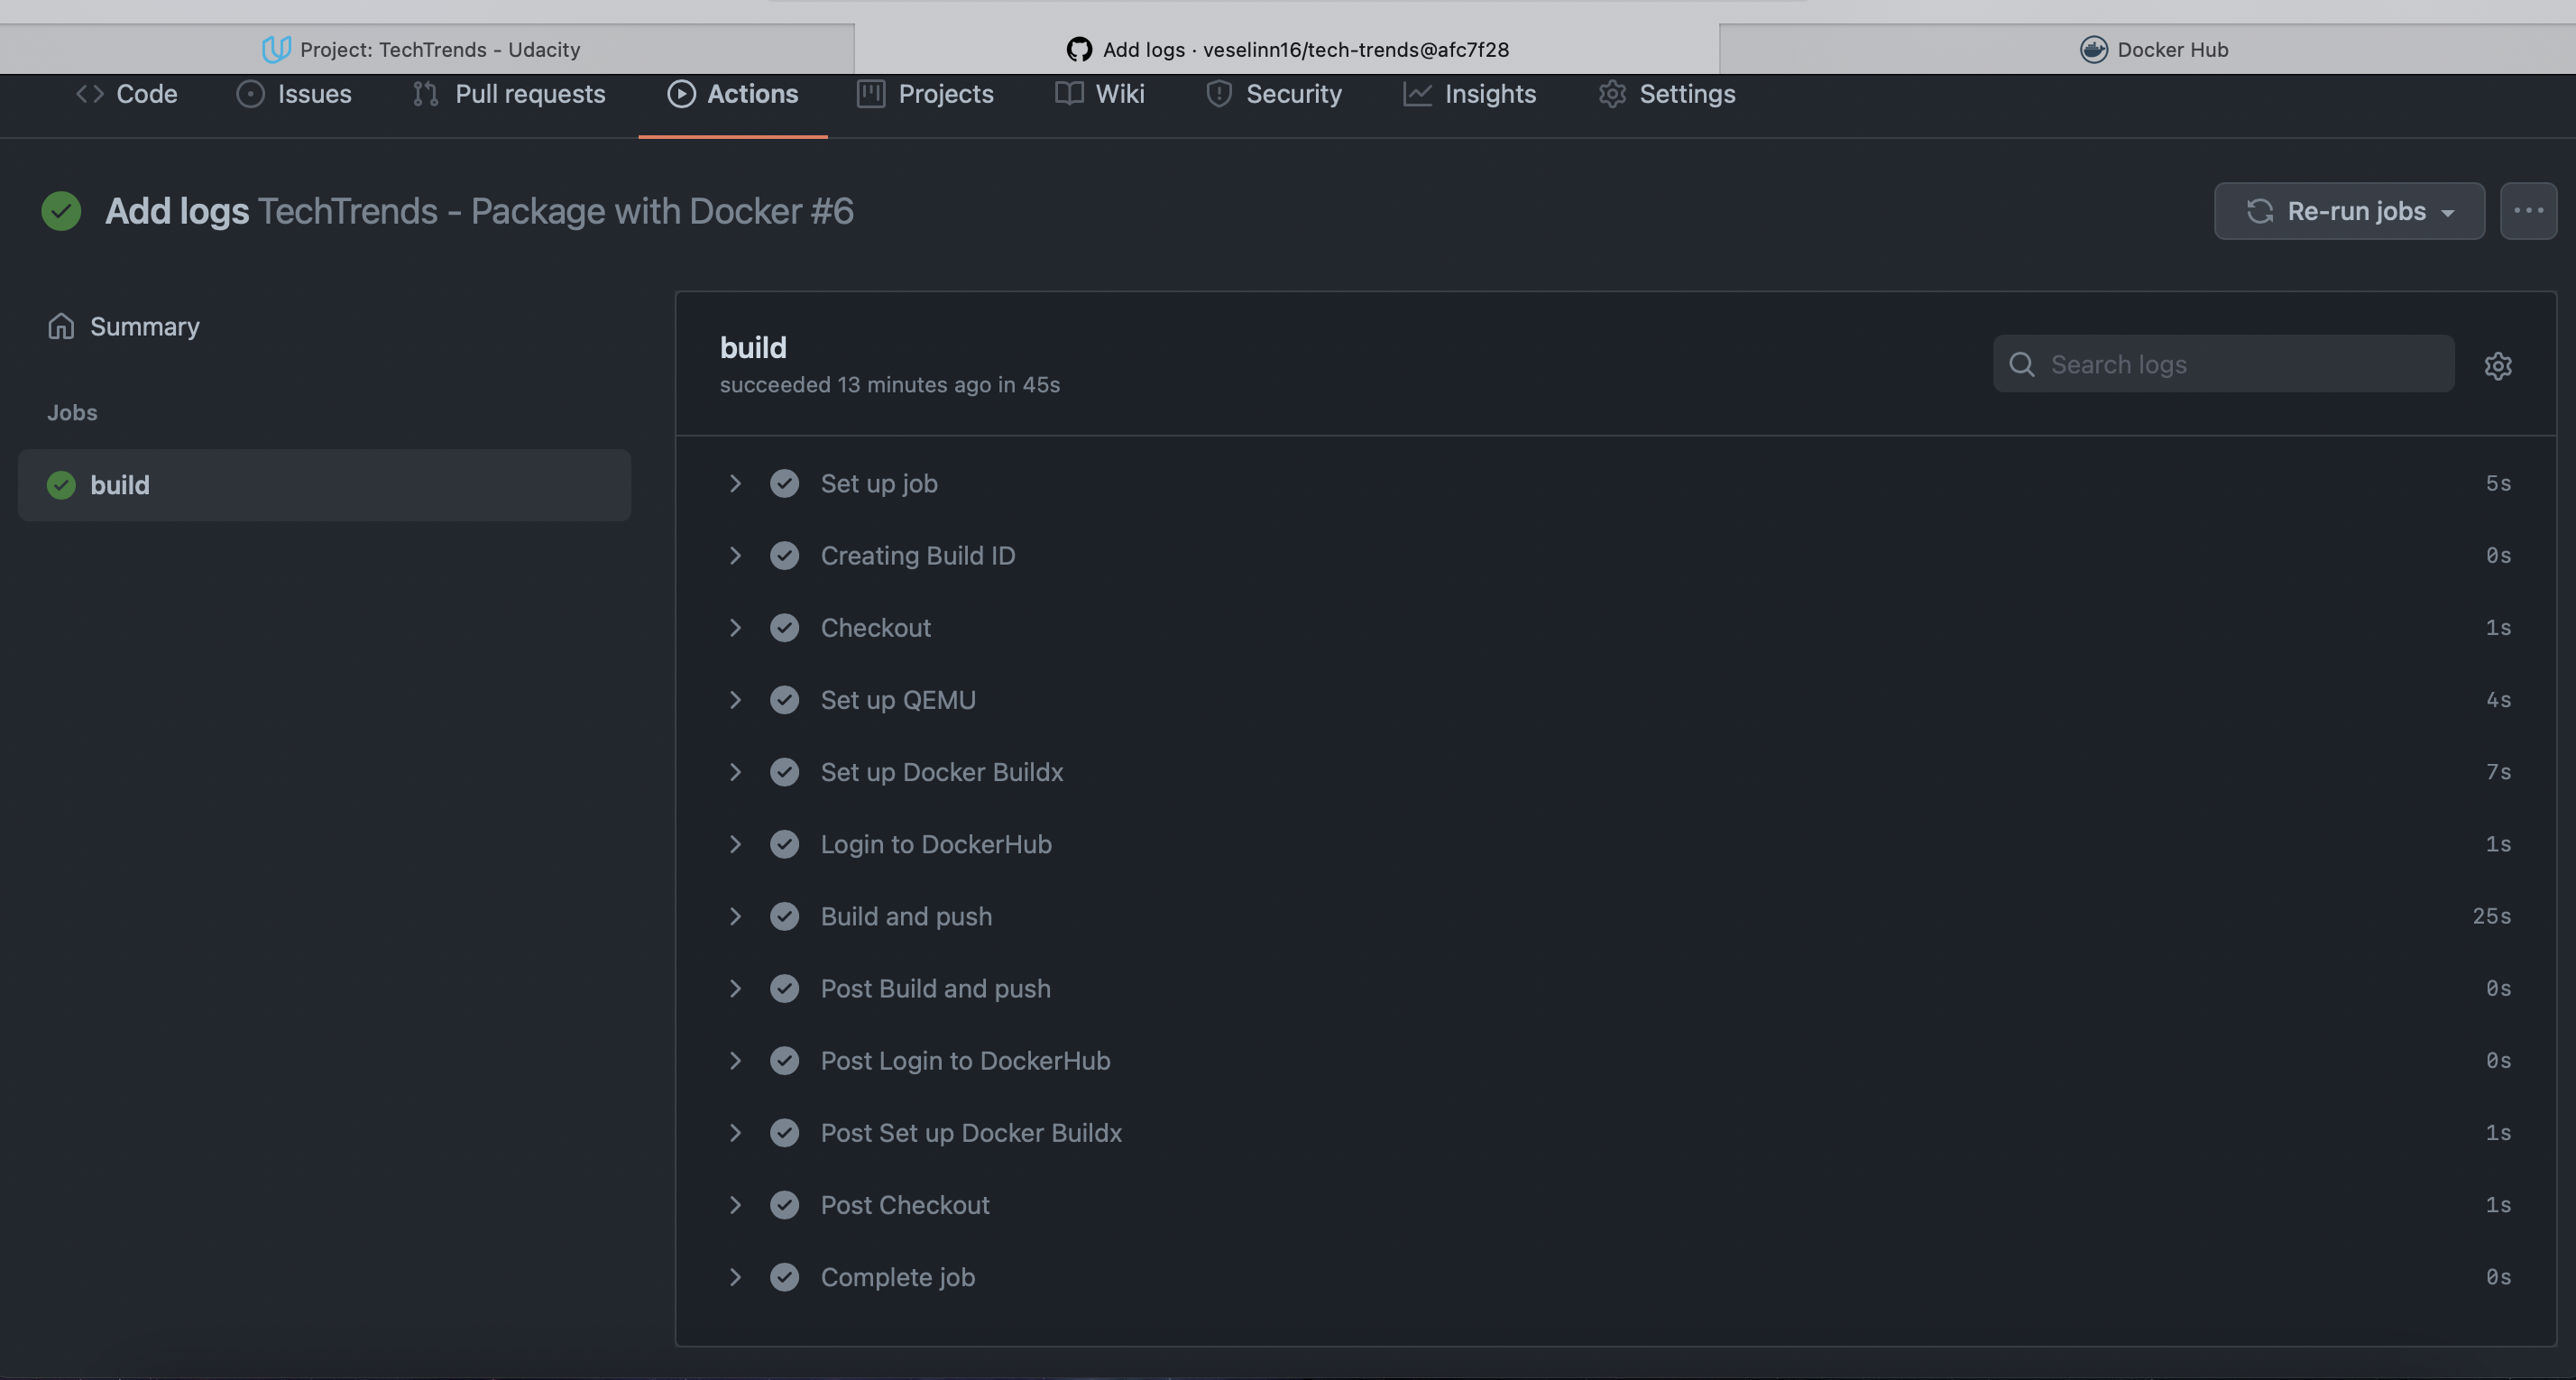 Project: TechTrends - Udacity
Add logs · veselinn16/tech-trends@afc7f28
Docker Hub
Code Issues Pull requests Actions Projects Wiki Security Insights Settings
Add logs TechTrends - Package with Docker #6
Re-run jobs
Summary
Jobs
build
build
succeeded 13 minutes ago in 45s
Search logs
Set up job 5s
Creating Build ID 0s
Checkout 1s
Set up QEMU 4s
Set up Docker Buildx 7s
Login to DockerHub 1s
Build and push 25s
Post Build and push 0s
Post Login to DockerHub 0s
Post Set up Docker Buildx 1s
Post Checkout 1s
Complete job 0s